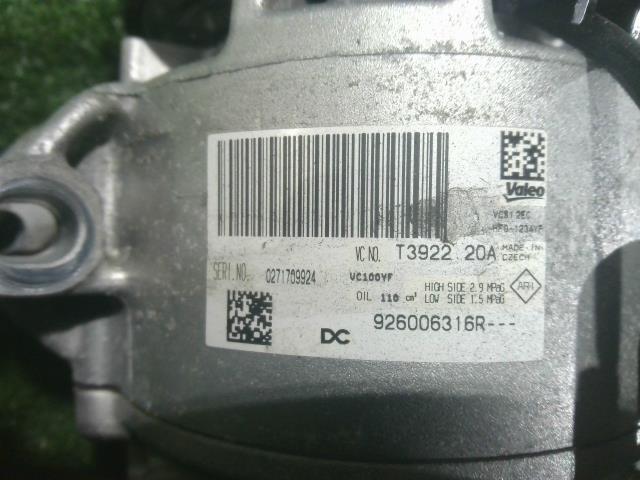 Valeo
VCS12EC
HFO-1234YF
VC NO. T3922 20A MADE-IN CZECH
SERI.NO. 0271709924 VC100YF
OIL 110 cm³ HIGH SIDE 2.9 MPaG
LOW SIDE 1.5 MPaG
DC 926006316R---